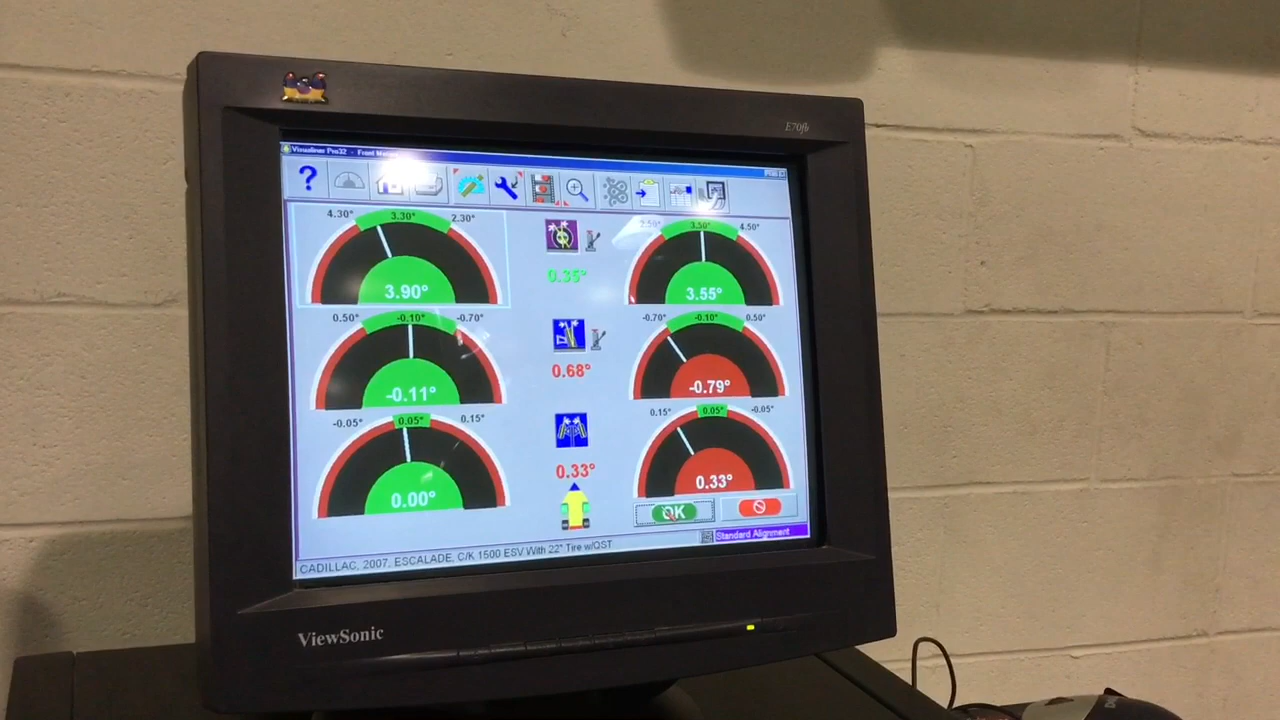 E70fb
Visualiner Pro32 - Front
?
4.30° 3.30° 2.30°
3.90°
0.35°
2.50° 3.50° 4.50°
3.55°
0.50° -0.10° -0.70°
-0.11°
0.68°
-0.70° -0.10° 0.50°
-0.79°
-0.05° 0.05° 0.15°
0.00°
0.33°
0.15° 0.05° -0.05°
0.33°
OK
Standard Alignment
CADILLAC, 2007, ESCALADE, C/K 1500 ESV With 22" Tire w/QST
ViewSonic